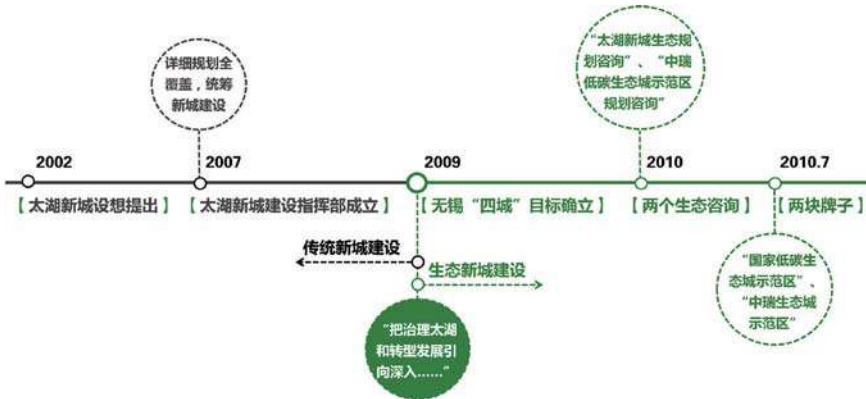 详细规划全
覆盖，统筹
新城建设
“太湖新城生态规
划咨询”、“中瑞
低碳生态城示范区
规划咨询”
2002
2007
2009
2010
2010.7
【太湖新城设想提出】
【太湖新城建设指挥部成立】
【无锡“四城”目标确立】
【两个生态咨询】
【两块牌子】
传统新城建设
生态新城建设
“国家低碳生
态城示范区”、
“中瑞生态城
示范区”
“把治理太湖
和转型发展引
向深入……”